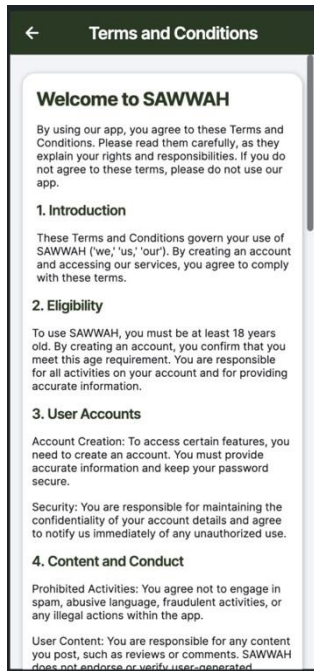 Terms and Conditions
Welcome to SAWWAH
By using our app, you agree to these Terms and
Conditions. Please read them carefully, as they
explain your rights and responsibilities. If you do
not agree to these terms, please do not use our
app.
1. Introduction
These Terms and Conditions govern your use of
SAWWAH ('we,' 'us,' 'our'). By creating an account
and accessing our services, you agree to comply
with these terms.
2. Eligibility
To use SAWWAH, you must be at least 18 years
old. By creating an account, you confirm that you
meet this age requirement. You are responsible
for all activities on your account and for providing
accurate information.
3. User Accounts
Account Creation: To access certain features, you
need to create an account. You must provide
accurate information and keep your password
secure.
Security: You are responsible for maintaining the
confidentiality of your account details and agree
to notify us immediately of any unauthorized use.
4. Content and Conduct
Prohibited Activities: You agree not to engage in
spam, abusive language, fraudulent activities, or
any illegal actions within the app.
User Content: You are responsible for any content
you post, such as reviews or comments. SAWWAH
does not endorse or verify user-generated